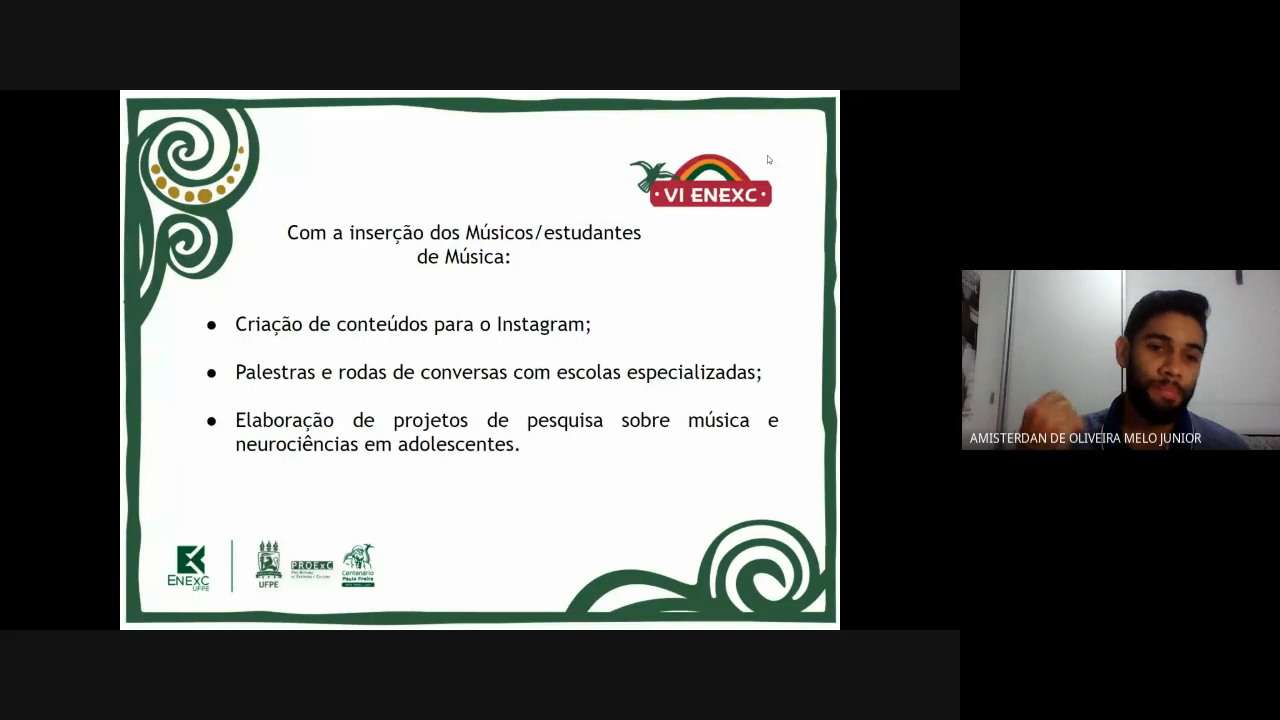 • VI ENEXC •
Com a inserção dos Músicos/estudantes
de Música:
● Criação de conteúdos para o Instagram;
● Palestras e rodas de conversas com escolas especializadas;
● Elaboração de projetos de pesquisa sobre música e
neurociências em adolescentes.
ENEXC
UFPE
UFPE
PROEXC
Centenário
Paulo Freire
AMISTERDAN DE OLIVEIRA MELO JUNIOR